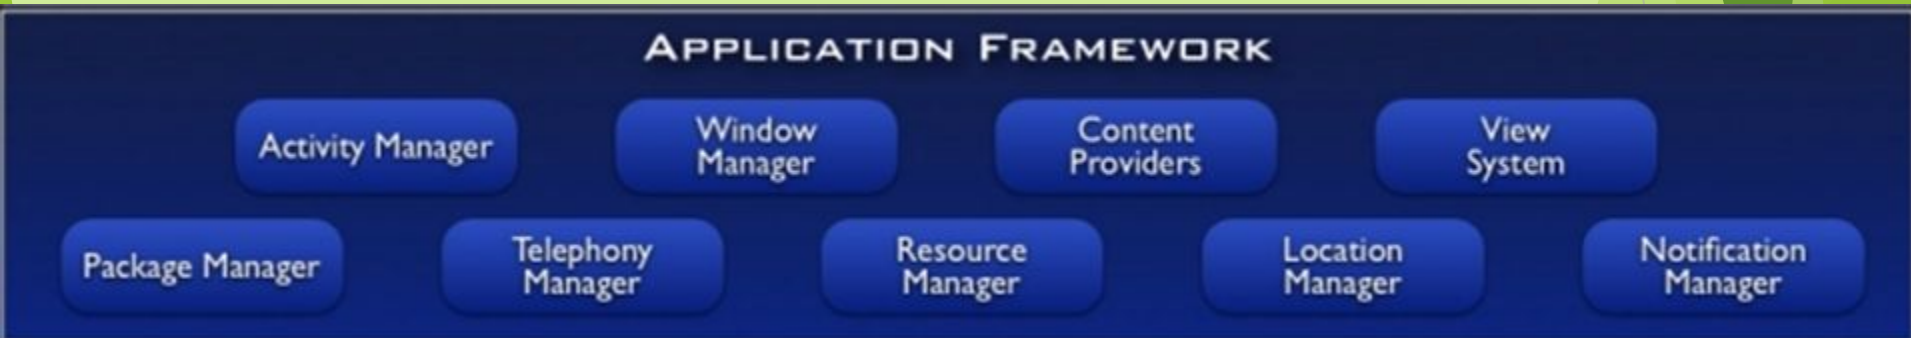 APPLICATION FRAMEWORK
Activity Manager
Window
Manager
Content
Providers
View
System
Package Manager
Telephony
Manager
Resource
Manager
Location
Manager
Notification
Manager